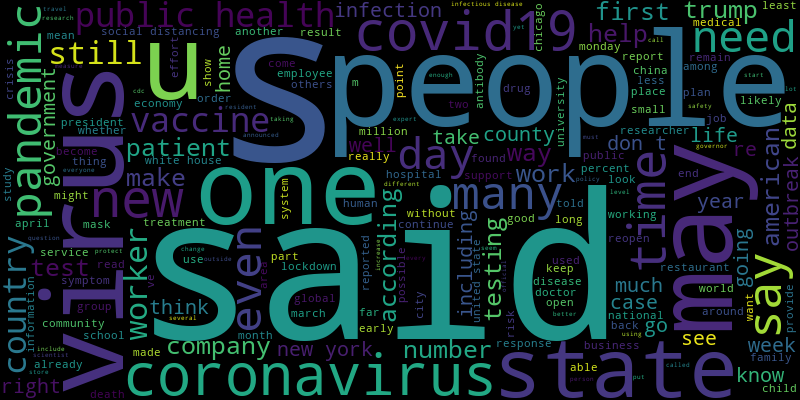 public health
infection
infectious disease
first
trump
least
travel
research
social distancing
another
result
covid19
help
medical
need
mean
effort
chicago
monday
call
coronavirus
people
said
virus
may
one
state
S
u
many
new
say
time
day
pandemic
still
vaccine
patient
worker
country
government
home
crisis
employee
others
show
come
point
antibody
report
china
remain
among
less
place
plan
small
likely
safety
m
drug
two
university
job
researcher
life
data
start
lot
yet
enough
economy
order
cdc
resident
president
whether
white house
taking
announced
million
expert
well
take
county
don t
become
thing
everyone
make
really
found
way
work
public
percent
re
must
governor
american
outbreak
study
might
hospital
support
told
look
end
system
different
human
without
good
long
policy
level
year
april
mask
treatment
according
including
continue
working
question
service
protect
test
react
ve
even
area
part
use
change
outside
lockdown
reported
possible
city
united state
testing
seem
used
keep
disease
doctor
open
reopen
restaurant
much
case
going
world
want
provide
information
symptom
group
think
global
march
far
early
risk
official
better
national
back
go
around
community
school
several
month
company
new york
number
response
business
see
week
family
already
include
scientist
store
made
able
person
put
called
using
right
death
know
child